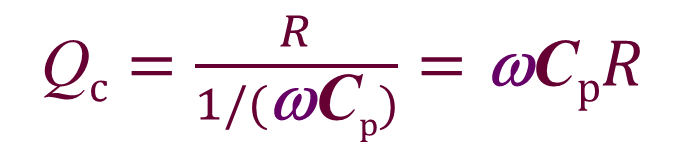 Q_c = R / (1/(ωC_p)) = ωC_pR